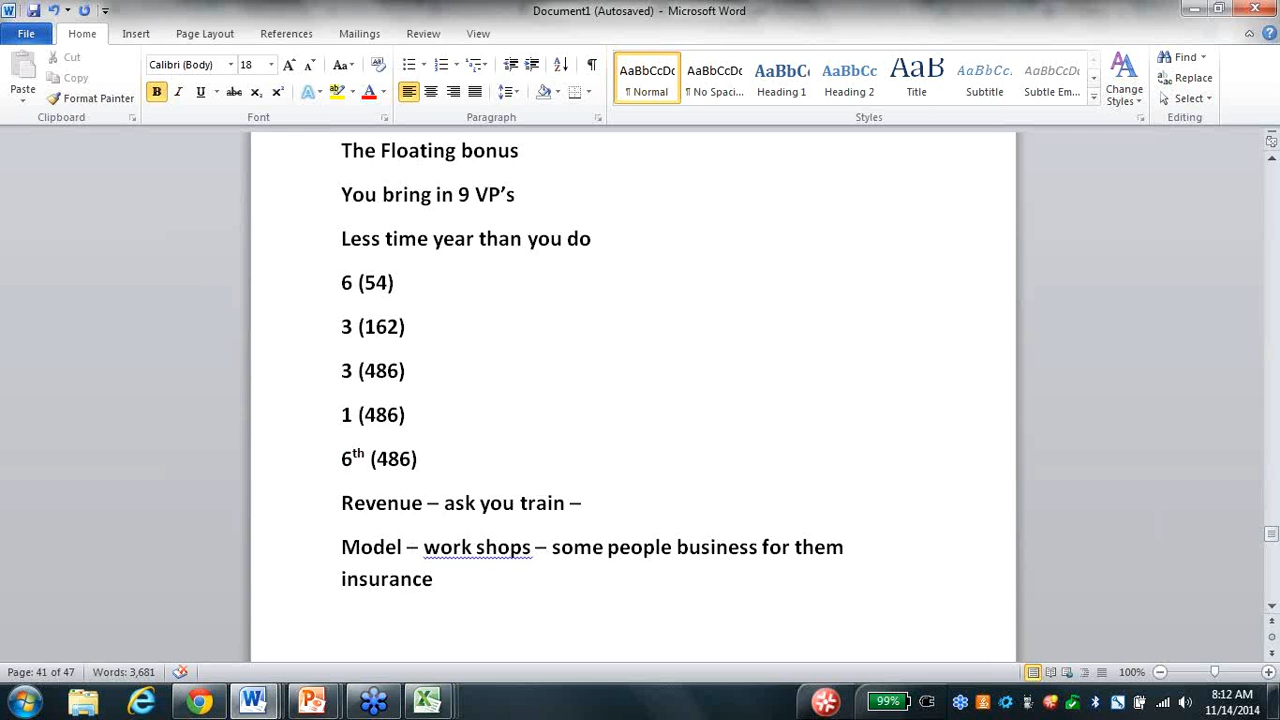 Document1 (Autosaved) - Microsoft Word
File Home Insert Page Layout References Mailings Review View
Paste
Cut
Copy
Format Painter
Clipboard
Calibri (Body) 18
Font
Paragraph
AaBbCcDc AaBbCcDc AaBbCc AaBbCc AaB AaBbCc. AaBbCcDc
¶ Normal ¶ No Spaci... Heading 1 Heading 2 Title Subtitle Subtle Em...
Change Styles
Styles
Find
Replace
Select
Editing
The Floating bonus
You bring in 9 VP’s
Less time year than you do
6 (54)
3 (162)
3 (486)
1 (486)
6th (486)
Revenue – ask you train –
Model – work shops – some people business for them
insurance
Page: 41 of 47 Words: 3,681 100%
99% 8:12 AM
11/14/2014